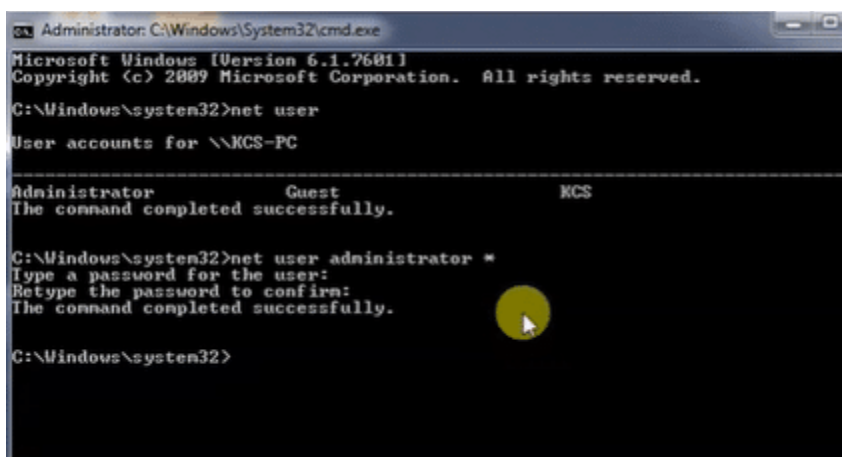 Administrator: C:\Windows\System32\cmd.exe
Microsoft Windows [Version 6.1.7601]
Copyright (c) 2009 Microsoft Corporation.  All rights reserved.
C:\Windows\system32>net user
User accounts for \\KCS-PC
-------------------------------------------------------------------------------
Administrator            Guest                    KCS
The command completed successfully.
C:\Windows\system32>net user administrator *
Type a password for the user:
Retype the password to confirm:
The command completed successfully.
C:\Windows\system32>